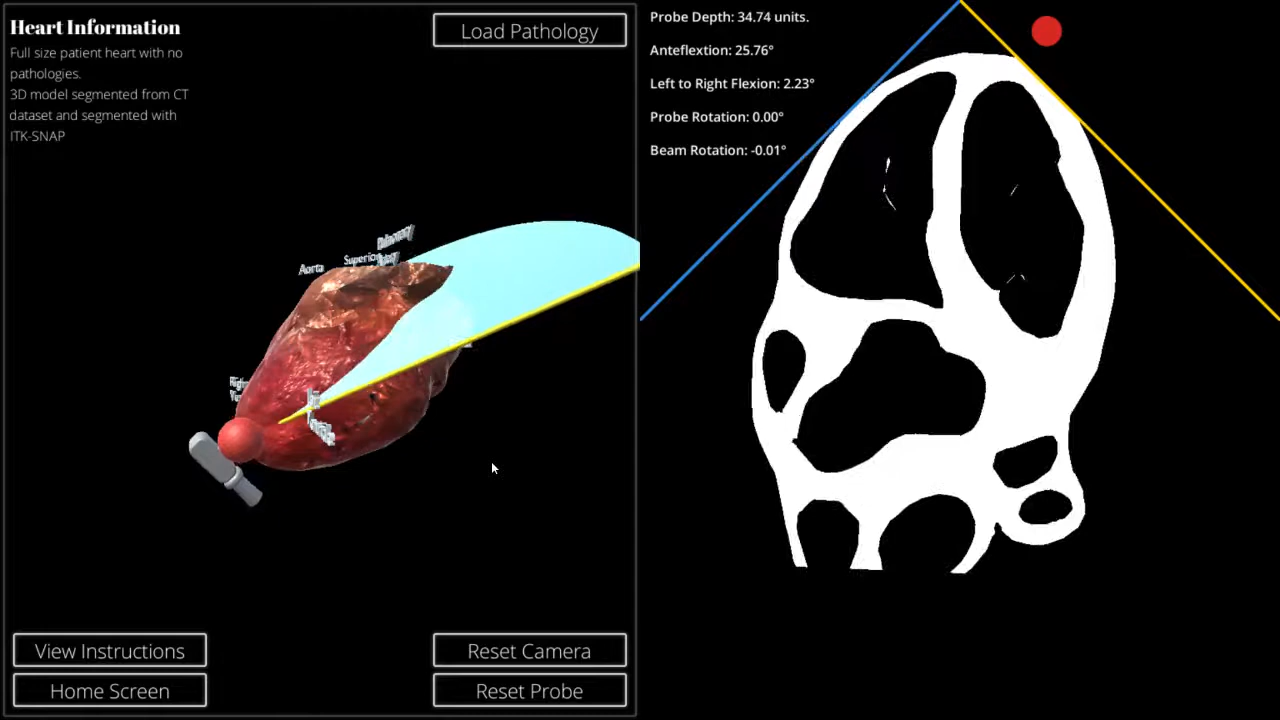 Heart Information
Full size patient heart with no
pathologies.
3D model segmented from CT
dataset and segmented with
ITK-SNAP
Load Pathology
Aorta
Superior
Pulmonary
View Instructions
Home Screen
Reset Camera
Reset Probe
Probe Depth: 34.74 units.
Anteflextion: 25.76°
Left to Right Flexion: 2.23°
Probe Rotation: 0.00°
Beam Rotation: -0.01°